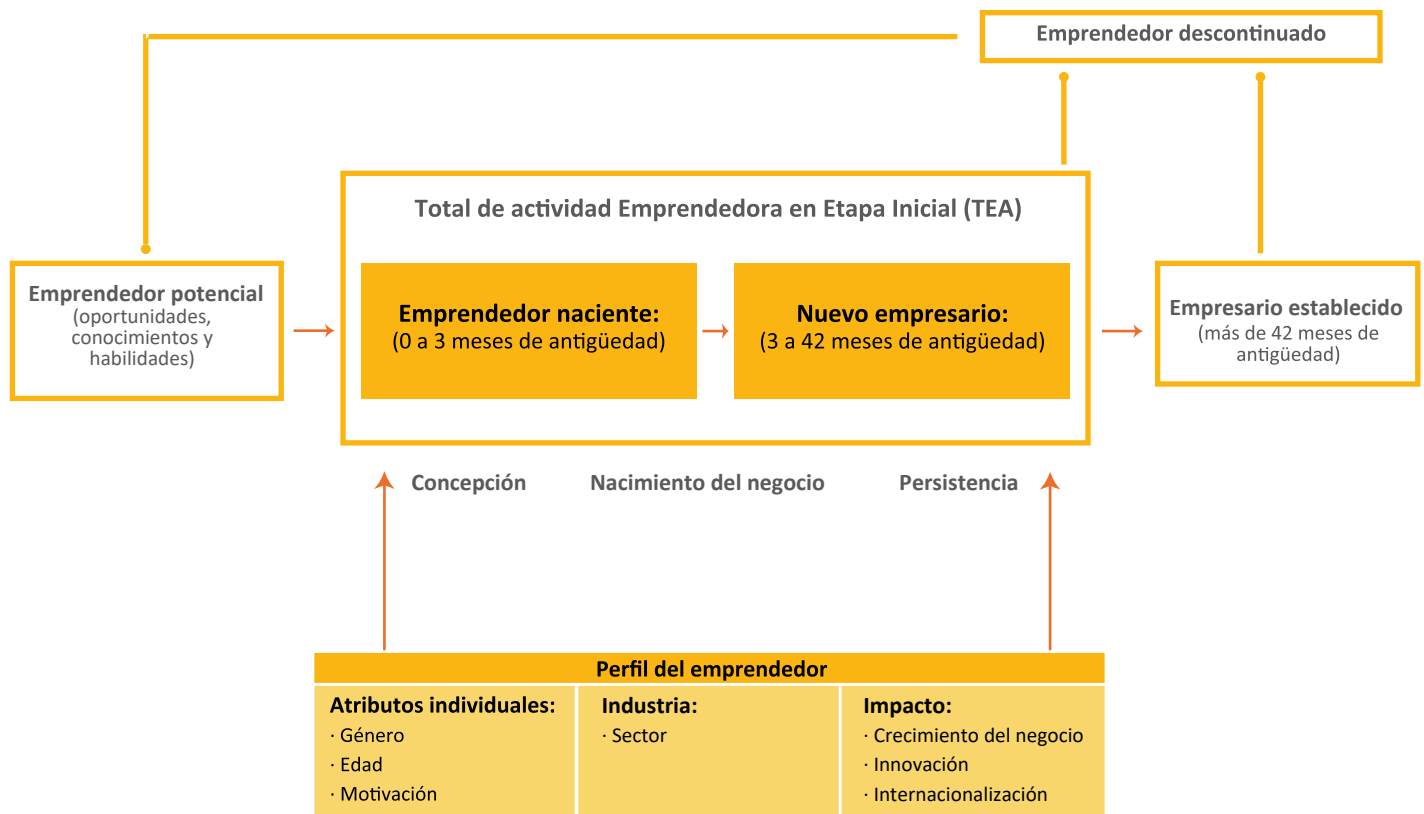 Emprendedor descontinuado
Total de actividad Emprendedora en Etapa Inicial (TEA)
Emprendedor potencial
(oportunidades,
conocimientos y
habilidades)
Emprendedor naciente:
(0 a 3 meses de antigüedad)
Nuevo empresario:
(3 a 42 meses de antigüedad)
Empresario establecido
(más de 42 meses de
antigüedad)
Concepción
Nacimiento del negocio
Persistencia
Perfil del emprendedor
Atributos individuales:
· Género
· Edad
· Motivación
Industria:
· Sector
Impacto:
· Crecimiento del negocio
· Innovación
· Internacionalización